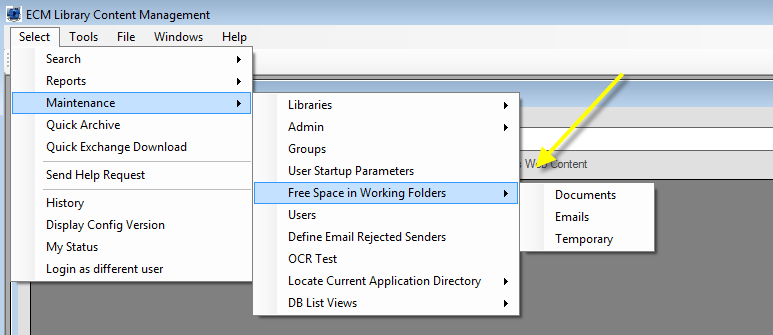 ECM Library Content Management
Select Tools File Windows Help
Search
Reports
Maintenance
Quick Archive
Quick Exchange Download
Send Help Request
History
Display Config Version
My Status
Login as different user
Libraries
Admin
Groups
User Startup Parameters
Free Space in Working Folders
Users
Define Email Rejected Senders
OCR Test
Locate Current Application Directory
DB List Views
Web Content
Documents
Emails
Temporary